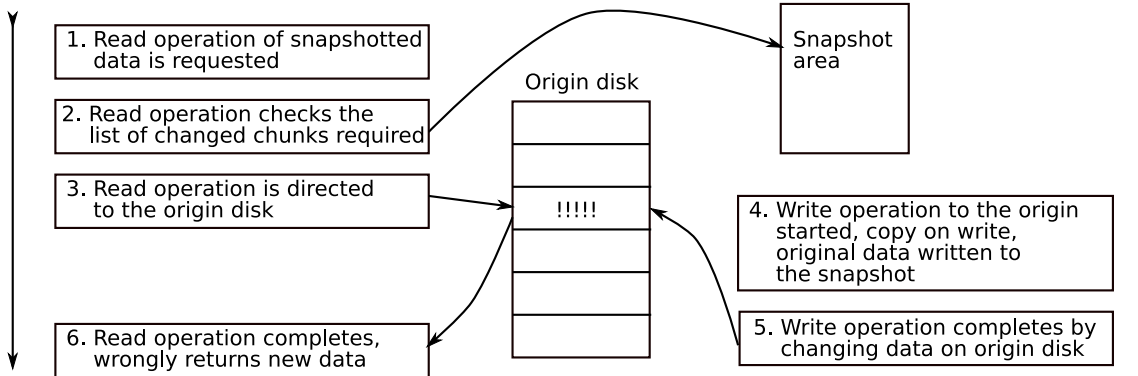 1. Read operation of snapshotted
data is requested
2. Read operation checks the
list of changed chunks required
3. Read operation is directed
to the origin disk
Origin disk
!!!!!
Snapshot
area
4. Write operation to the origin
started, copy on write,
original data written to
the snapshot
5. Write operation completes by
changing data on origin disk
6. Read operation completes,
wrongly returns new data